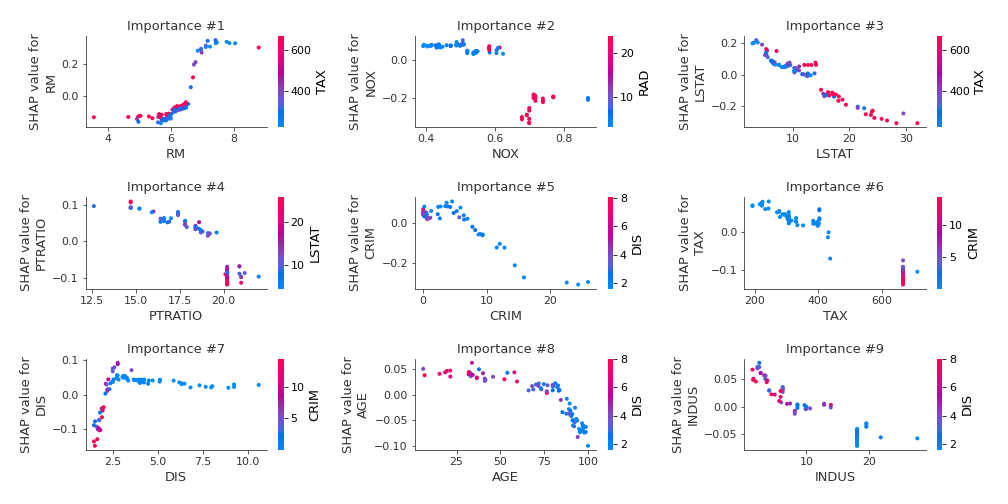 Importance #1
SHAP value for
RM
0.2
0.0
4
6
8
RM
600
400
TAX
Importance #2
SHAP value for
NOX
0.0
−0.2
0.4
0.6
0.8
NOX
20
10
RAD
Importance #3
SHAP value for
LSTAT
0.2
0.0
−0.2
10
20
30
LSTAT
600
400
TAX
Importance #4
SHAP value for
PTRATIO
0.1
0.0
−0.1
12.5
15.0
17.5
20.0
PTRATIO
20
10
LSTAT
Importance #5
SHAP value for
CRIM
0.0
−0.2
0
10
20
CRIM
8
6
4
2
DIS
Importance #6
SHAP value for
TAX
0.0
−0.1
200
400
600
TAX
10
5
CRIM
Importance #7
SHAP value for
DIS
0.1
0.0
−0.1
2.5
5.0
7.5
10.0
DIS
10
5
CRIM
Importance #8
SHAP value for
AGE
0.05
0.00
−0.05
−0.10
25
50
75
100
AGE
8
6
4
2
DIS
Importance #9
SHAP value for
INDUS
0.05
0.00
−0.05
10
20
INDUS
8
6
4
2
DIS